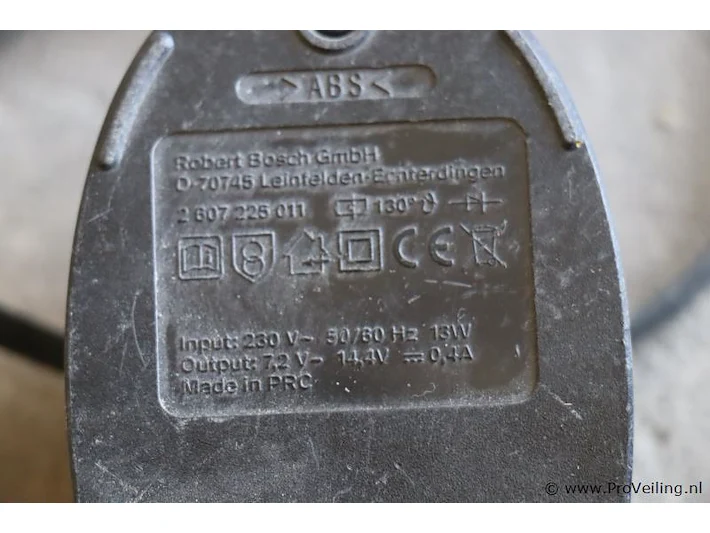 >ABS<
Robert Bosch GmbH
D-70745 Leinfelden-Echterdingen
2 607 225 011 130°
CE
Input: 230 V~ 50/60 Hz 13W
Output: 7,2 V- 14,4V ⎓ 0,4A
Made in PRC
© www.ProVeiling.nl